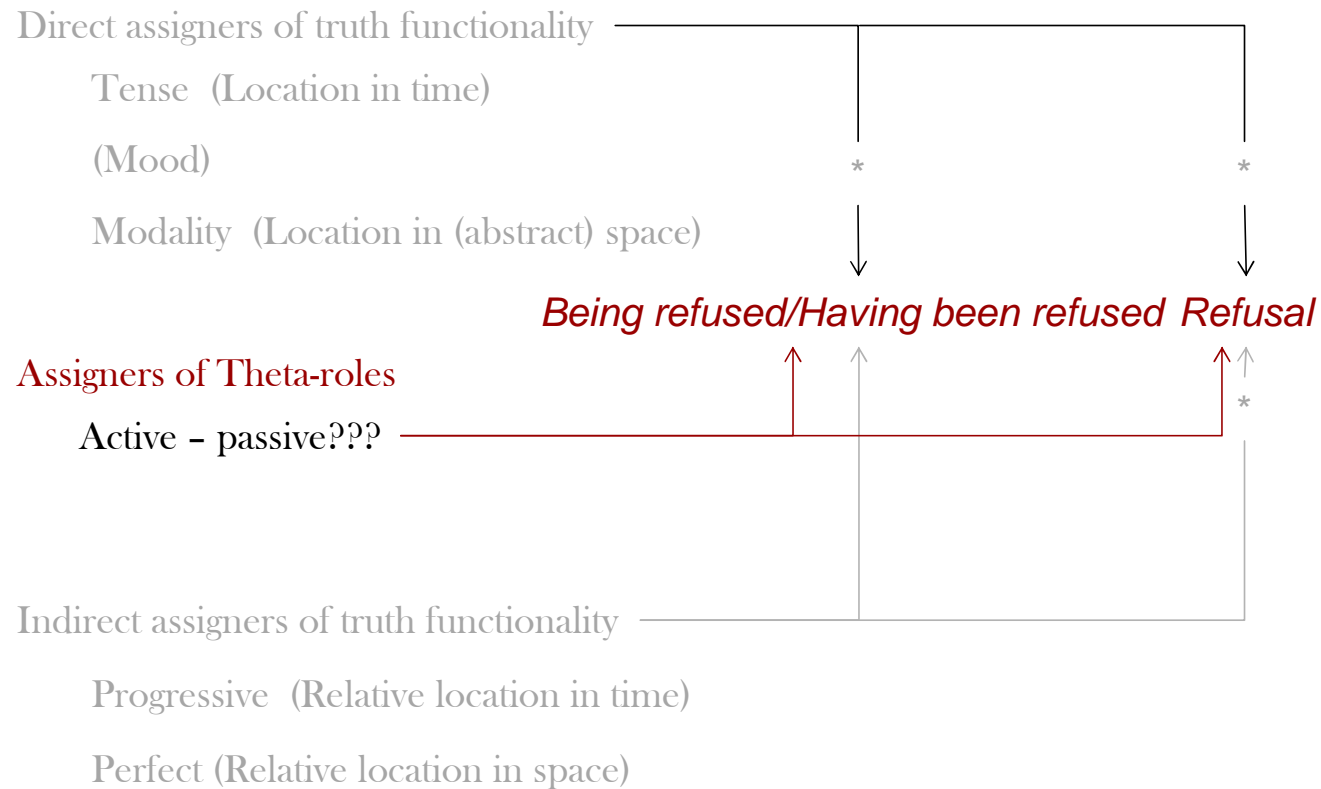 Direct assigners of truth functionality
Tense (Location in time)
(Mood)
* *
Modality (Location in (abstract) space)
Being refused/Having been refused Refusal
Assigners of Theta-roles
*
Active – passive???
Indirect assigners of truth functionality
Progressive (Relative location in time)
Perfect (Relative location in space)